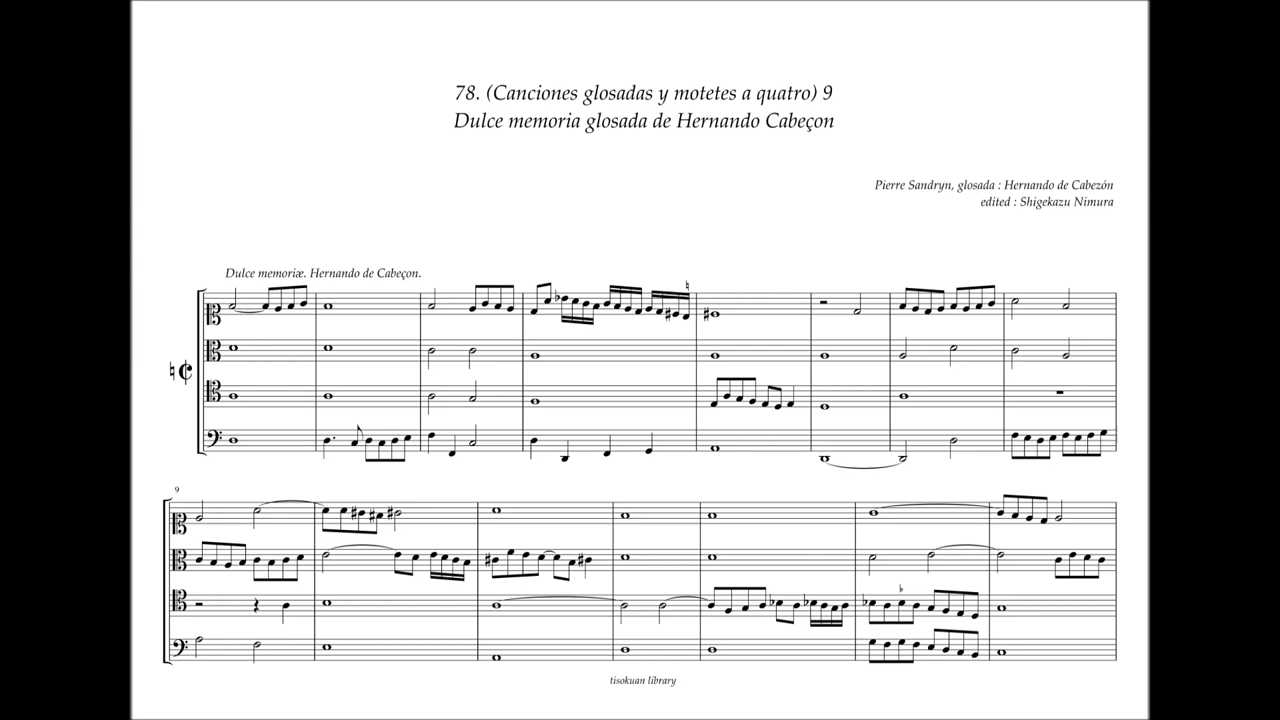 78. (Canciones glosadas y motetes a quatro) 9
Dulce memoria glosada de Hernando Cabeçon
Pierre Sandryn, glosada : Hernando de Cabezón
edited : Shigekazu Nimura
Dulce memoriæ. Hernando de Cabeçon.
9
tisokuan library